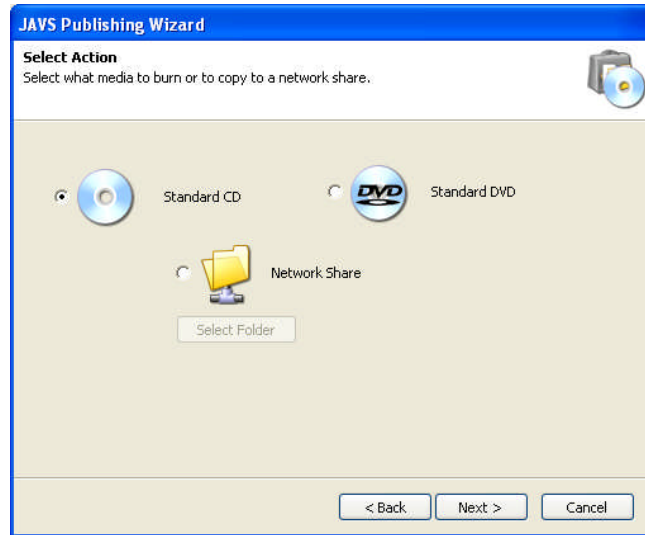 JAVS Publishing Wizard
Select Action
Select what media to burn or to copy to a network share.
Standard CD
DVD
Standard DVD
Network Share
Select Folder
< Back
Next >
Cancel